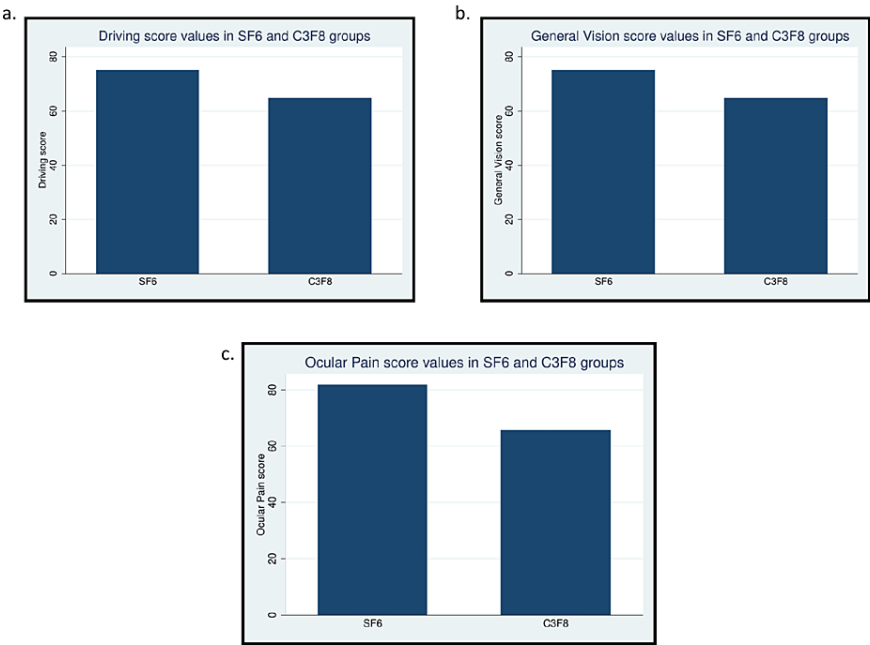 a.
Driving score values in SF6 and C3F8 groups
Driving score
80
60
40
20
0
SF6 C3F8
b.
General Vision score values in SF6 and C3F8 groups
General Vision score
80
60
40
20
0
SF6 C3F8
c.
Ocular Pain score values in SF6 and C3F8 groups
Ocular Pain score
80
60
40
20
0
SF6 C3F8